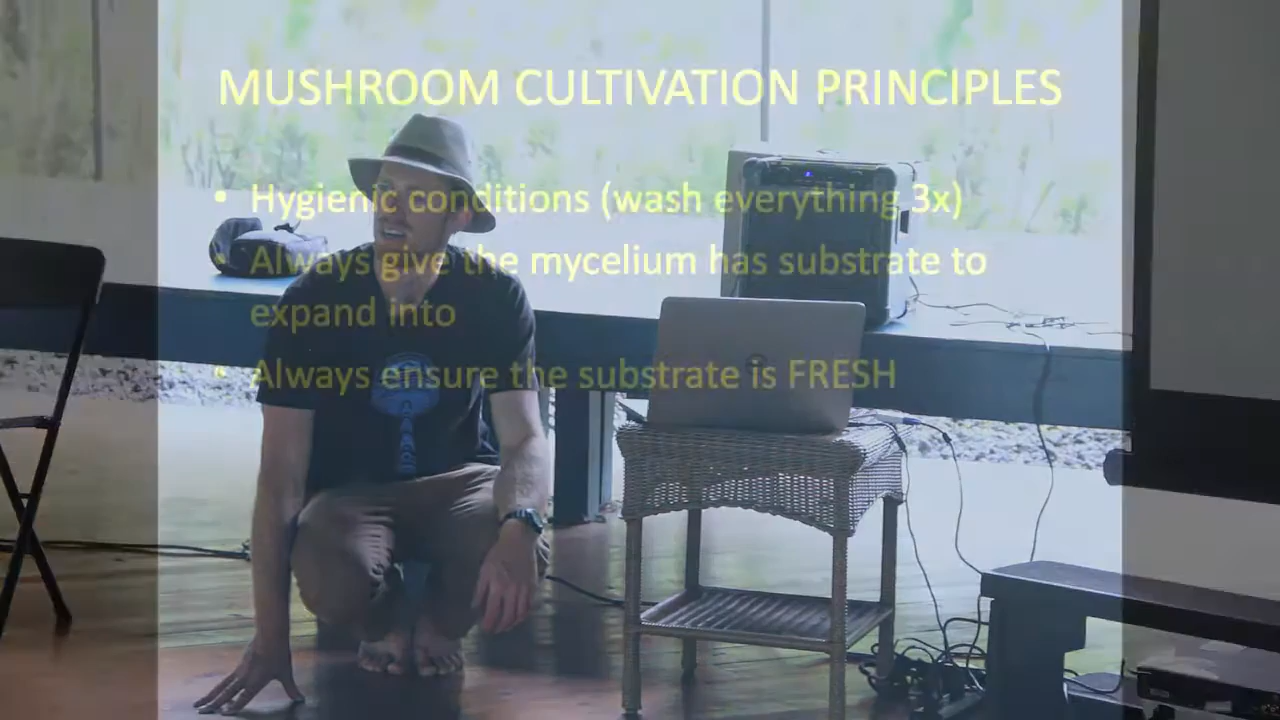 MUSHROOM CULTIVATION PRINCIPLES
• Hygienic conditions (wash everything 3x)
• Always give the mycelium has substrate to
expand into
• Always ensure the substrate is FRESH